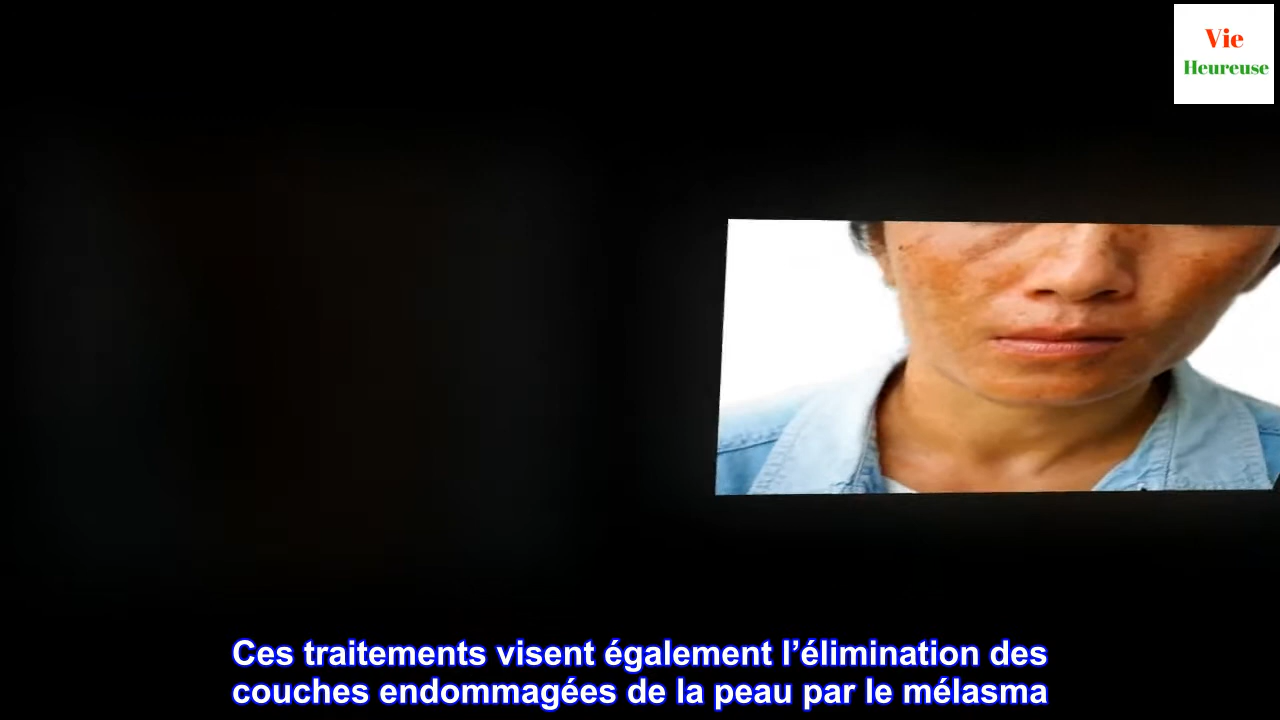 Vie
Heureuse
Ces traitements visent également l’élimination des
couches endommagées de la peau par le mélasma